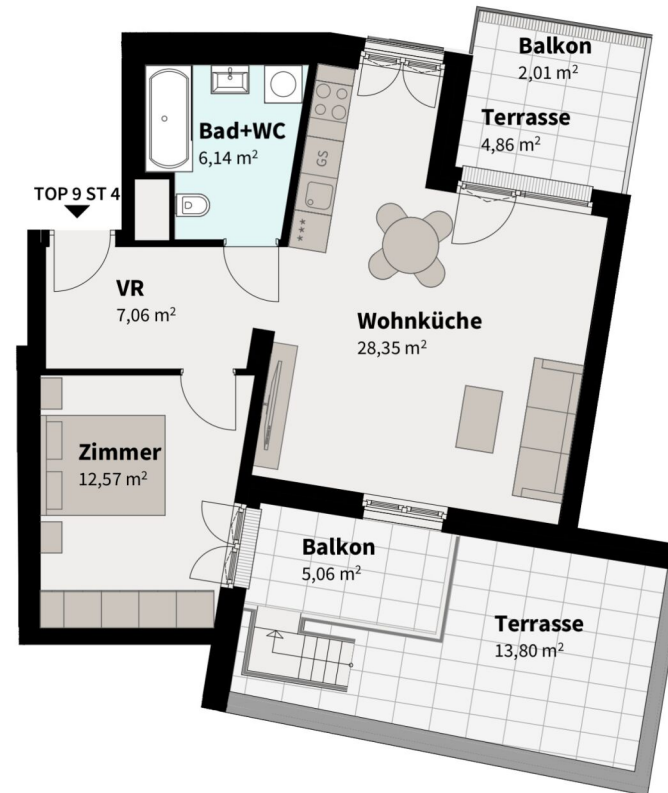 Balkon
2,01 m²
Terrasse
4,86 m²
Bad+WC
6,14 m²
GS
***
TOP 9 ST 4
VR
7,06 m²
Wohnküche
28,35 m²
Zimmer
12,57 m²
Balkon
5,06 m²
Terrasse
13,80 m²